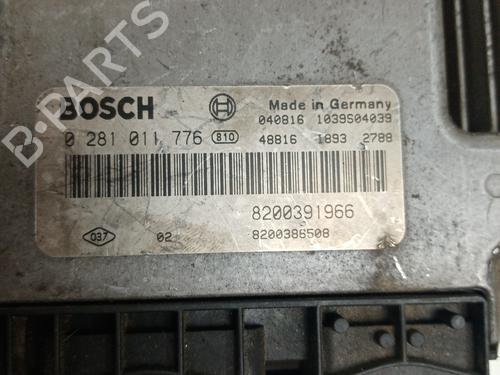 B-PARTS
BOSCH
Made in Germany
040816 1039S04039
0 281 011 776 810
48816 1893 2788
8200391966
037 02 8200386508